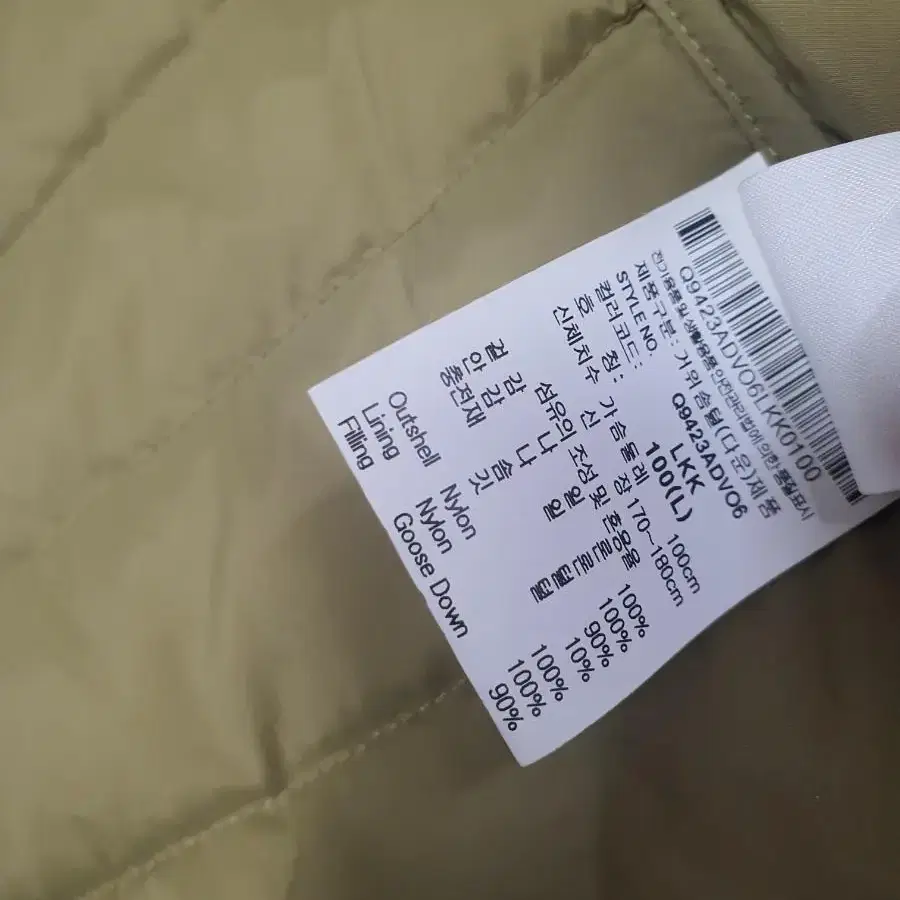 Q9423ADVO6LKK0100
전기용품 및 생활용품 안전관리법에 의한 품질표시
제품구분 : 거위솜털(다운)제품
STYLE NO. Q9423ADVO6
컬러코드 : LKK
호 칭 : 100(L)
신체치수 가슴둘레 100cm
신 장 170~180cm
섬유의 조성 및 혼용율
겉 감 나 일 론 100%
안 감 나 일 론 100%
충전재 솜 털 90%
깃 털 10%
Outshell Nylon 100%
Lining Nylon 100%
Filling Goose Down 90%